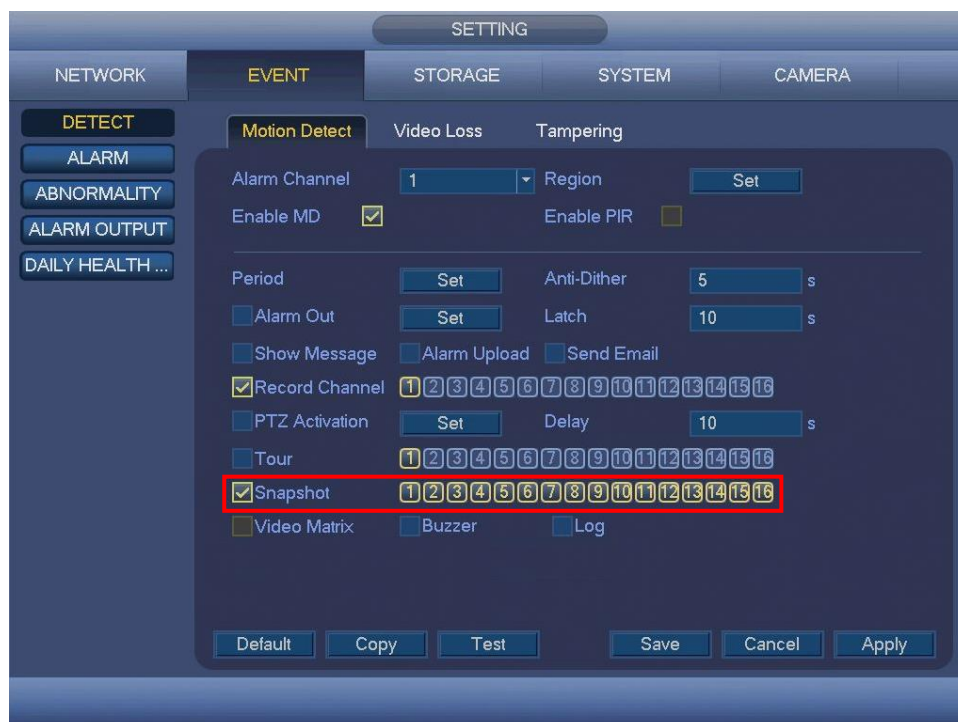 SETTING
NETWORK EVENT STORAGE SYSTEM CAMERA
DETECT
ALARM
ABNORMALITY
ALARM OUTPUT
DAILY HEALTH ...
Motion Detect Video Loss Tampering
Alarm Channel 1 Region Set
Enable MD Enable PIR
Period Set Anti-Dither 5 s
Alarm Out Set Latch 10 s
Show Message Alarm Upload Send Email
Record Channel 1 2 3 4 5 6 7 8 9 10 11 12 13 14 15 16
PTZ Activation Set Delay 10 s
Tour 1 2 3 4 5 6 7 8 9 10 11 12 13 14 15 16
Snapshot 1 2 3 4 5 6 7 8 9 10 11 12 13 14 15 16
Video Matrix Buzzer Log
Default Copy Test Save Cancel Apply